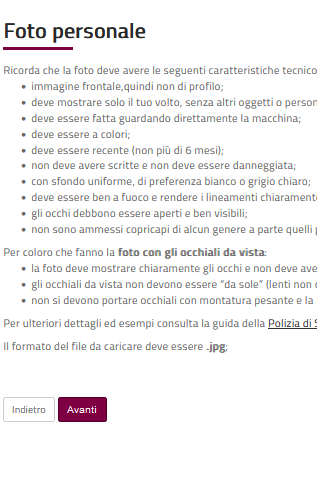 Foto personale
Ricorda che la foto deve avere le seguenti caratteristiche tecnico
immagine frontale,quindi non di profilo;
deve mostrare solo il tuo volto, senza altri oggetti o person
deve essere fatta guardando direttamente la macchina;
deve essere a colori;
deve essere recente (non più di 6 mesi);
non deve avere scritte e non deve essere danneggiata;
con sfondo uniforme, di preferenza bianco o grigio chiaro;
deve essere ben a fuoco e rendere i lineamenti chiarament
gli occhi debbono essere aperti e ben visibili;
non sono ammessi copricapi di alcun genere a parte quelli
Per coloro che fanno la foto con gli occhiali da vista:
la foto deve mostrare chiaramente gli occhi e non deve ave
gli occhiali da vista non devono essere “da sole” (lenti non
non si devono portare occhiali con montatura pesante e la
Per ulteriori dettagli ed esempi consulta la guida della Polizia di S
Il formato del file da caricare deve essere .jpg;
Indietro Avanti